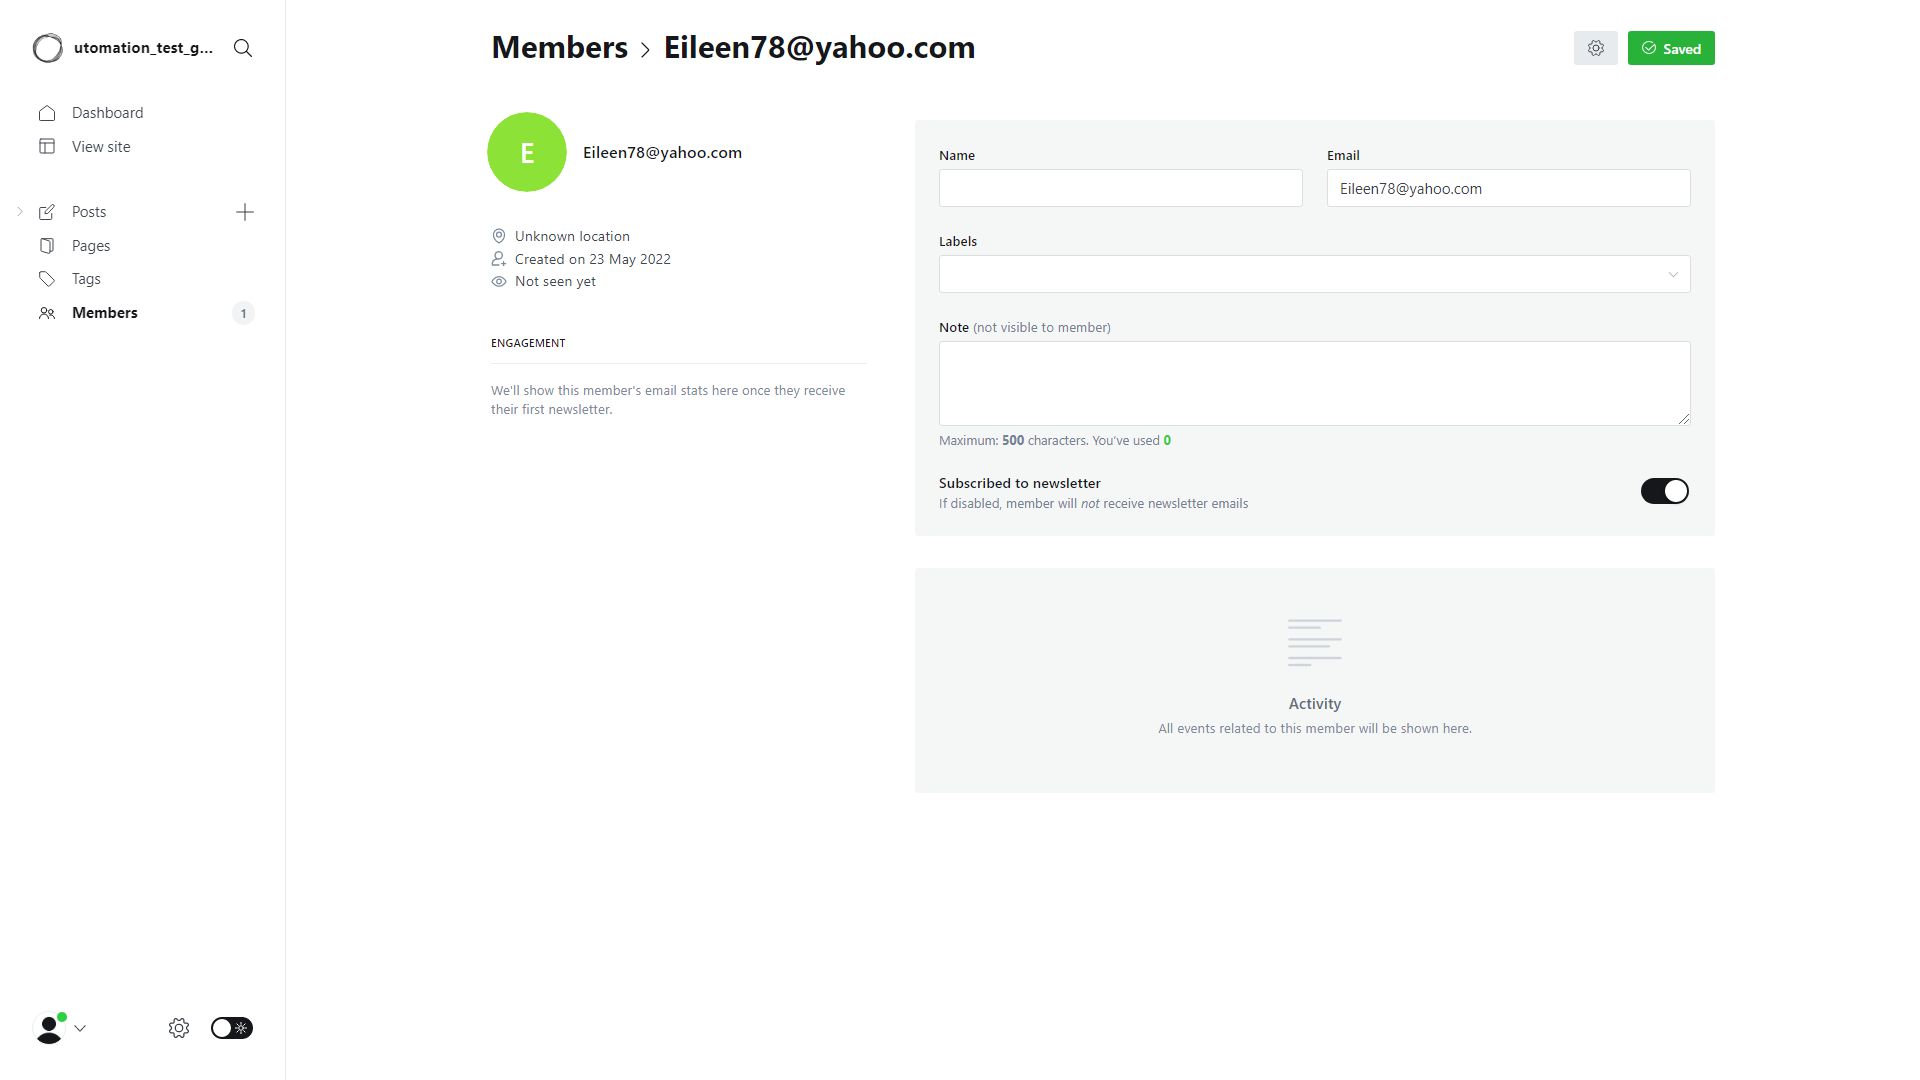 utomation_test_g...
Dashboard
View site
Posts
Pages
Tags
Members
1
Members
Eileen78@yahoo.com
Saved
E
Eileen78@yahoo.com
Unknown location
Created on 23 May 2022
Not seen yet
ENGAGEMENT
We'll show this member's email stats here once they receive
their first newsletter.
Name
Email
Eileen78@yahoo.com
Labels
Note (not visible to member)
Maximum: 500 characters. You've used 0
Subscribed to newsletter
If disabled, member will not receive newsletter emails
Activity
All events related to this member will be shown here.